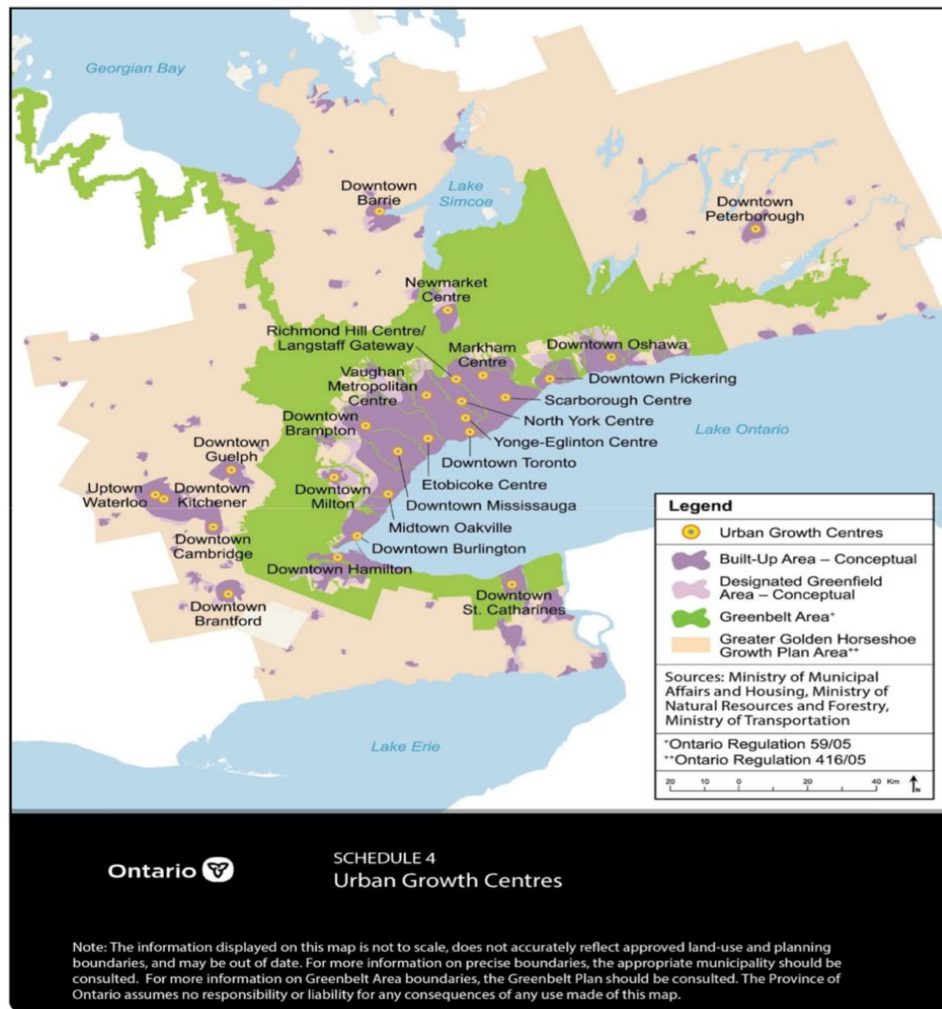 Georgian Bay
Downtown
Barrie
Lake
Simcoe
Downtown
Peterborough
Newmarket
Centre
Richmond Hill Centre/
Langstaff Gateway
Markham
Centre
Downtown Oshawa
Vaughan
Metropolitan
Centre
Downtown Pickering
Scarborough Centre
North York Centre
Downtown
Brampton
Lake Ontario
Yonge-Eglinton Centre
Downtown
Guelph
Downtown Toronto
Etobicoke Centre
Uptown
Waterloo
Downtown
Kitchener
Downtown
Milton
Downtown Mississauga
Midtown Oakville
Downtown
Cambridge
Downtown Burlington
Downtown Hamilton
Downtown
St. Catharines
Downtown
Brantford
Lake Erie
Legend
Urban Growth Centres
Built-Up Area – Conceptual
Designated Greenfield
Area – Conceptual
Greenbelt Area+
Greater Golden Horseshoe
Growth Plan Area**
Sources: Ministry of Municipal
Affairs and Housing, Ministry of
Natural Resources and Forestry,
Ministry of Transportation
+Ontario Regulation 59/05
**Ontario Regulation 416/05
20 10 0 20 40 Km
N
Ontario
SCHEDULE 4
Urban Growth Centres
Note: The information displayed on this map is not to scale, does not accurately reflect approved land-use and planning
boundaries, and may be out of date. For more information on precise boundaries, the appropriate municipality should be
consulted. For more information on Greenbelt Area boundaries, the Greenbelt Plan should be consulted. The Province of
Ontario assumes no responsibility or liability for any consequences of any use made of this map.